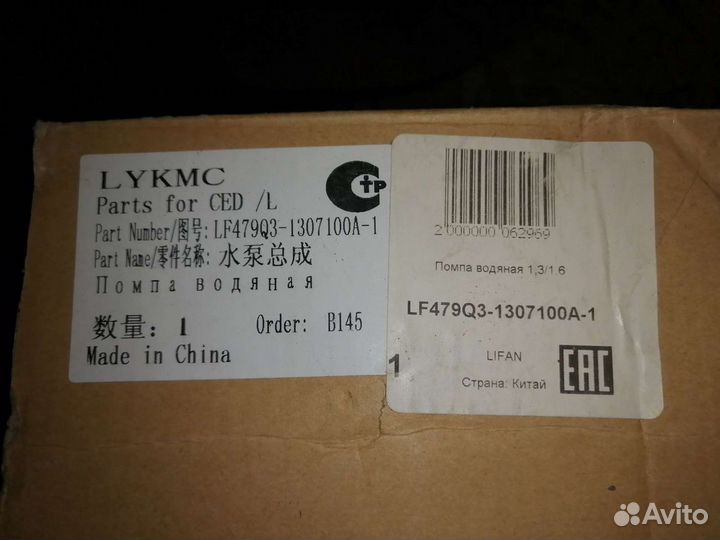 LYKMC
Parts for CED /L
Part Number/图号: LF479Q3-1307100A-1
Part Name/零件名称: 水泵总成
Помпа водяная
数量: 1 Order: B145
Made in China
C тр
2 000000 062969
Помпа водяная 1,3/1.6
LF479Q3-1307100A-1
1
LIFAN
Страна: Китай
EAC
Avito